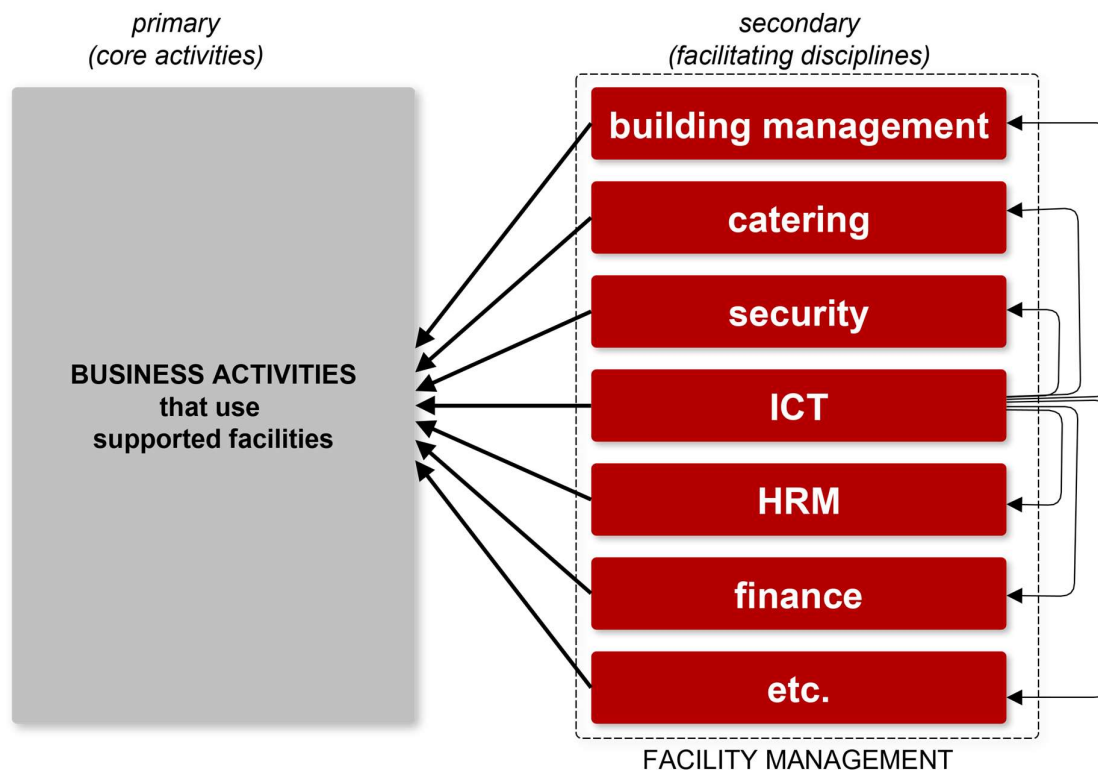 primary
(core activities)
secondary
(facilitating disciplines)
BUSINESS ACTIVITIES
that use
supported facilities
building management
catering
security
ICT
HRM
finance
etc.
FACILITY MANAGEMENT